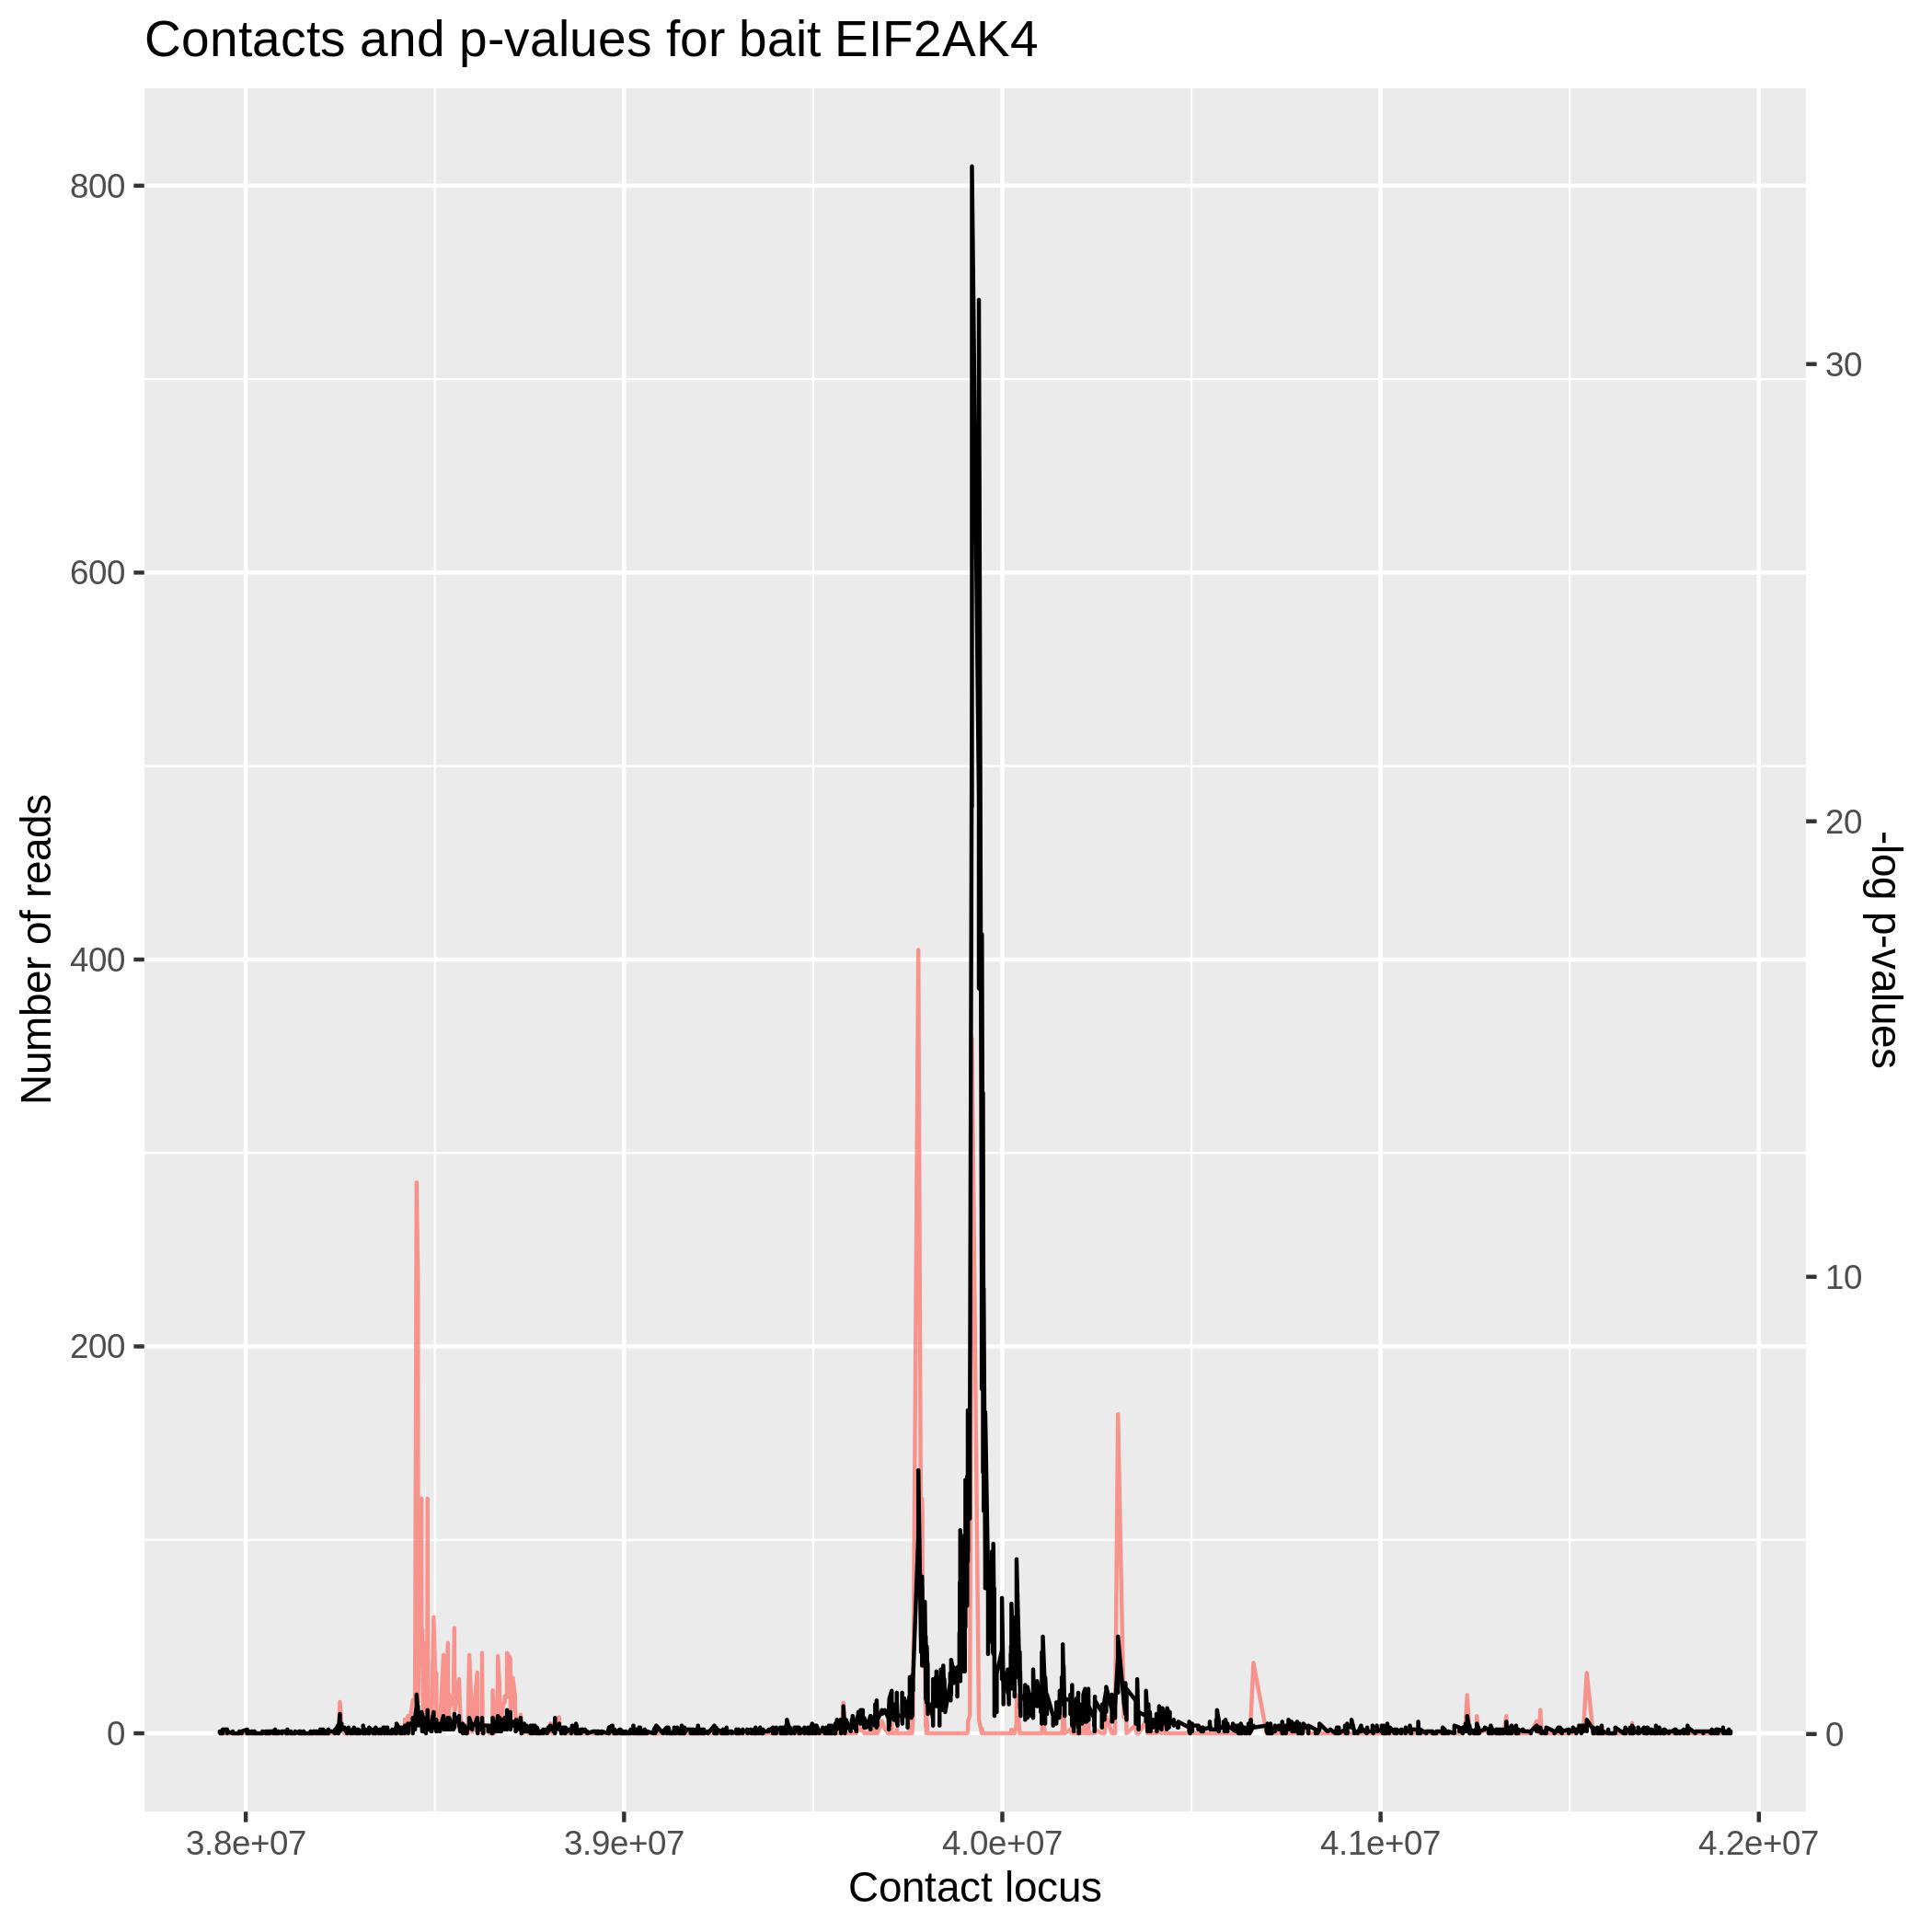 Contacts and p-values for bait EIF2AK4
800
600
400
200
0
Number of reads
30
20
10
0
-log p-values
3.8e+07
3.9e+07
4.0e+07
4.1e+07
4.2e+07
Contact locus